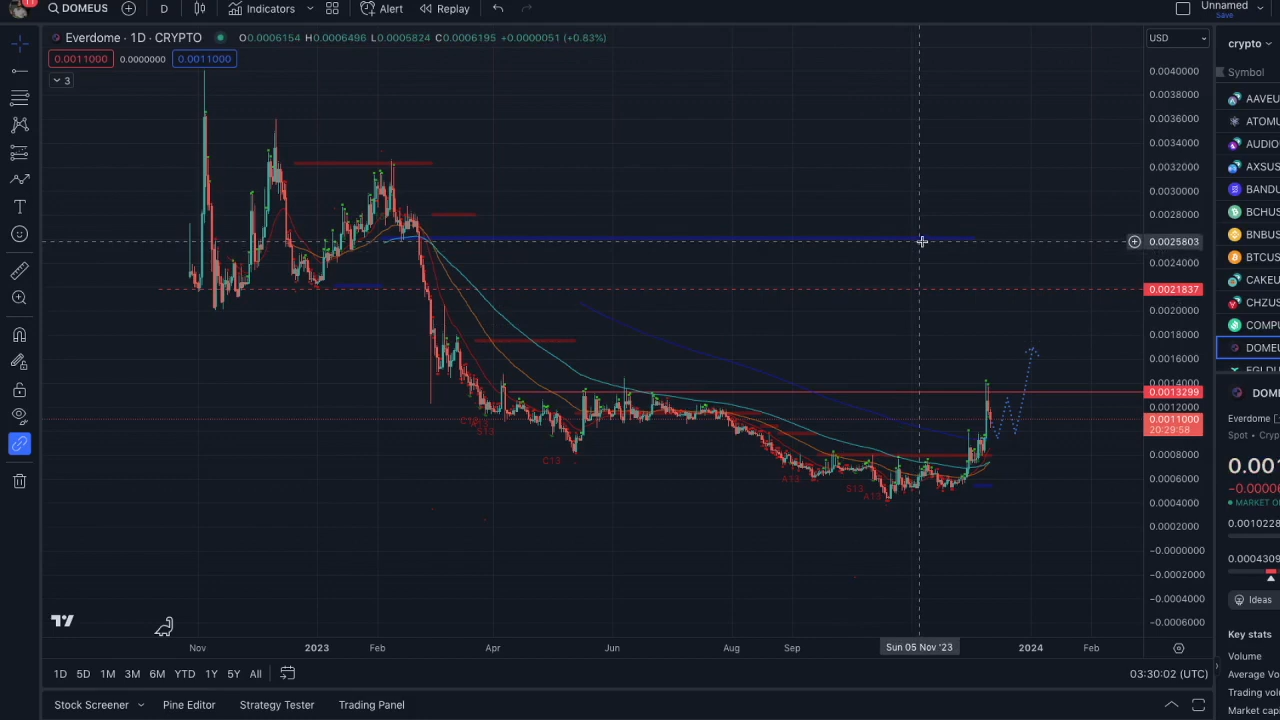 11
DOMEUS
D
Indicators
Alert
Replay
Unnamed
Save
Everdome · 1D · CRYPTO
O0.0006154 H0.0006496 L0.0005824 C0.0006195 +0.0000051 (+0.83%)
USD
crypto
0.0011000
0.0000000
0.0011000
3
Symbol
0.0040000
0.0038000
0.0036000
0.0034000
0.0032000
0.0030000
0.0028000
0.0025803
0.0024000
0.0021837
0.0020000
0.0018000
0.0016000
0.0014000
0.0013299
0.0012000
0.0011000
20:29:58
0.0008000
0.0006000
0.0004000
0.0002000
−0.0000000
−0.0002000
−0.0004000
−0.0006000
AAVEU
ATOMU
AUDIO
AXSUS
BANDU
BCHUS
BNBUS
BTCUS
CAKEU
CHZUS
COMPU
DOMEU
EGLDU
S13
C13
A13
S13
A13
DOME
Everdome
Spot • Cryp
0.00
−0.0000
MARKET O
0.0010228
0.0004309
Ideas
Key stats
Volume
Average Vo
Trading volu
Market cap
Nov
2023
Feb
Apr
Jun
Aug
Sep
Sun 05 Nov '23
2024
Feb
1D
5D
1M
3M
6M
YTD
1Y
5Y
All
03:30:02 (UTC)
Stock Screener
Pine Editor
Strategy Tester
Trading Panel